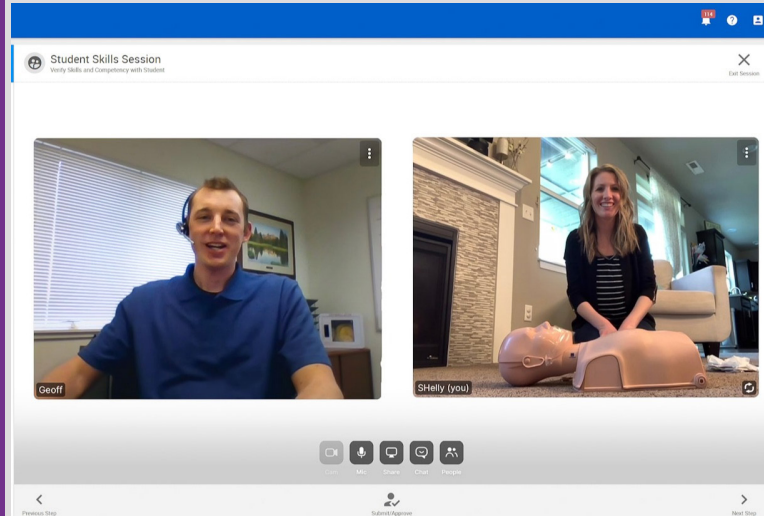 114
Student Skills Session
Verify Skills and Competency with Student
Exit Session
Geoff
SHelly (you)
Mic
Share
Chat
People
Previous Step
Submit/Approve
Next Step